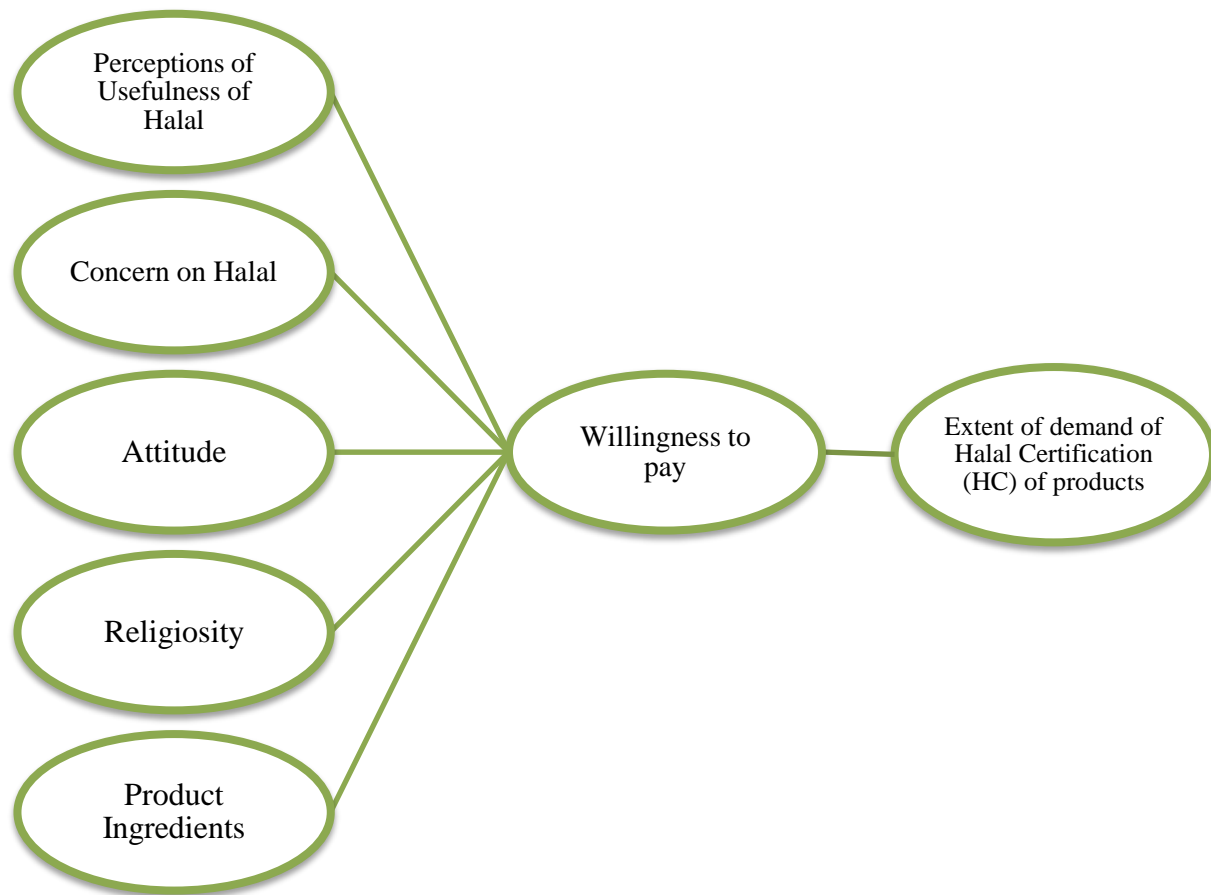 Perceptions of
Usefulness of
Halal
Concern on Halal
Attitude
Religiosity
Product
Ingredients
Willingness to
pay
Extent of demand of
Halal Certification
(HC) of products